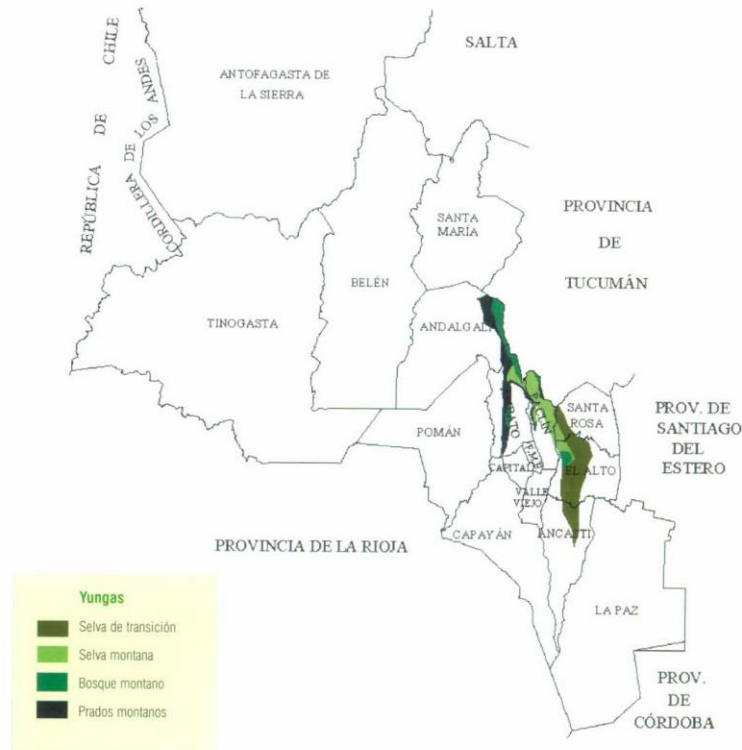 SALTA
REPÚBLICA DE CHILE
CORDILLERA DE LOS ANDES
ANTOFAGASTA DE
LA SIERRA
SANTA
MARÍA
PROVINCIA
DE
TUCUMÁN
BELÉN
TINOGASTA
ANDALGALÁ
PACLÍN
SANTA
ROSA
PROV. DE
SANTIAGO
DEL
ESTERO
POMÁN
CAPITAL
EL ALTO
VALLE
VIEJO
PROVINCIA DE LA RIOJA
CAPAYÁN
ANCASTI
LA PAZ
PROV.
DE
CÓRDOBA
Yungas
Selva de transición
Selva montana
Bosque montano
Prados montanos